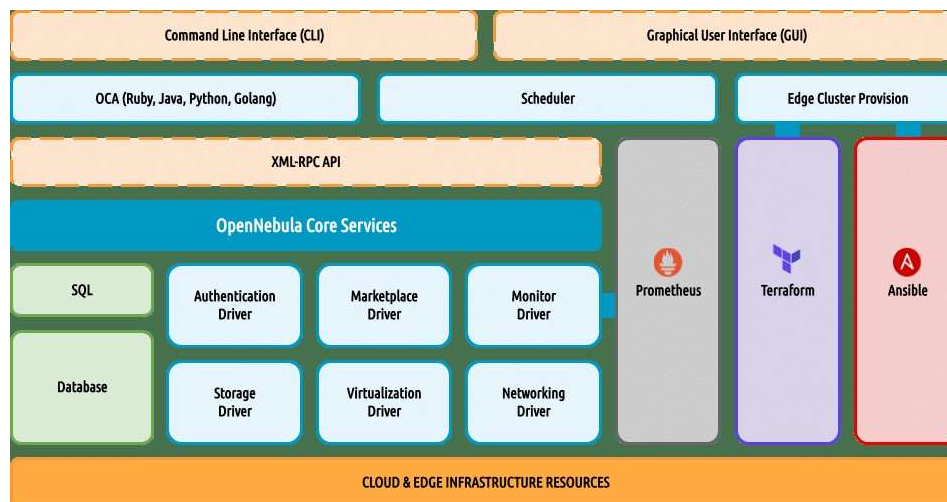 Command Line Interface (CLI)
Graphical User Interface (GUI)
OCA (Ruby, Java, Python, Golang)
Scheduler
Edge Cluster Provision
XML-RPC API
OpenNebula Core Services
SQL
Authentication
Driver
Marketplace
Driver
Monitor
Driver
Prometheus
Terraform
Ansible
Database
Storage
Driver
Virtualization
Driver
Networking
Driver
CLOUD & EDGE INFRASTRUCTURE RESOURCES